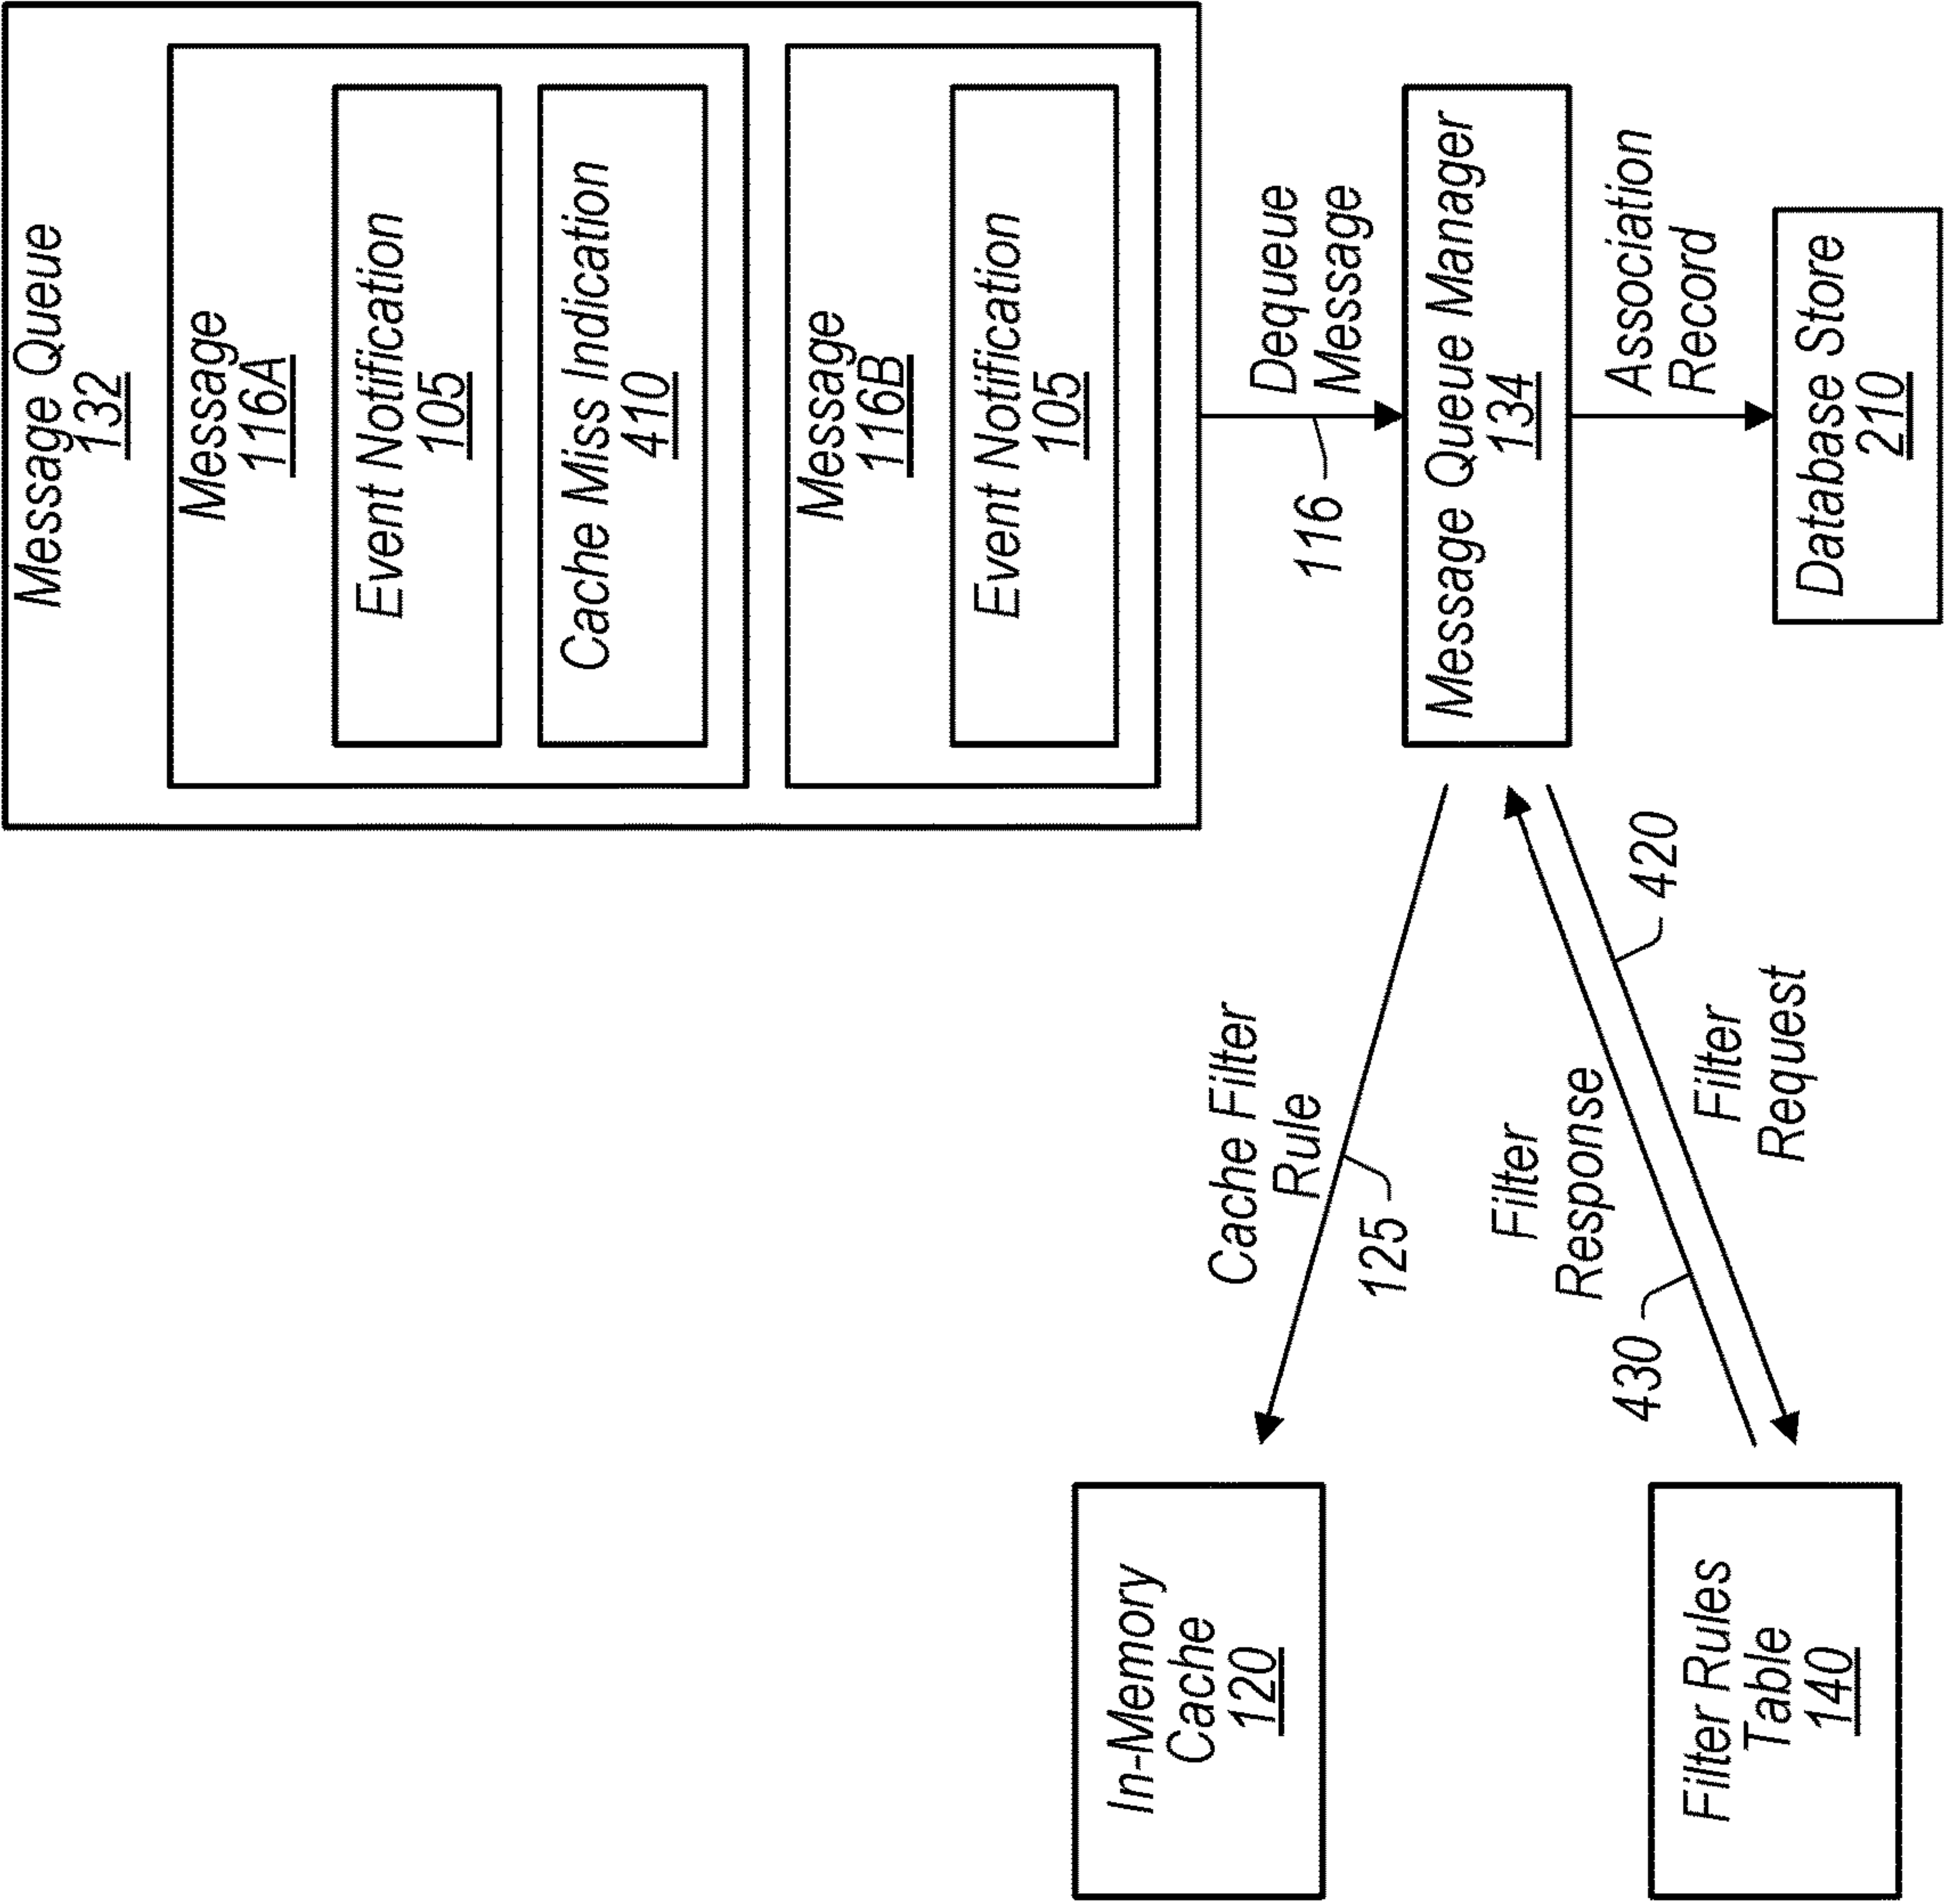 Message Queue
132
Message
116A
Event Notification
105
Cache Miss Indication
410
Message
116B
Event Notification
105
Dequeue
Message
116
Message Queue Manager
134
Association
Record
Database Store
210
Cache Filter
Rule
125
Filter
Response
430
Filter
Request
420
In-Memory
Cache
120
Filter Rules
Table
140